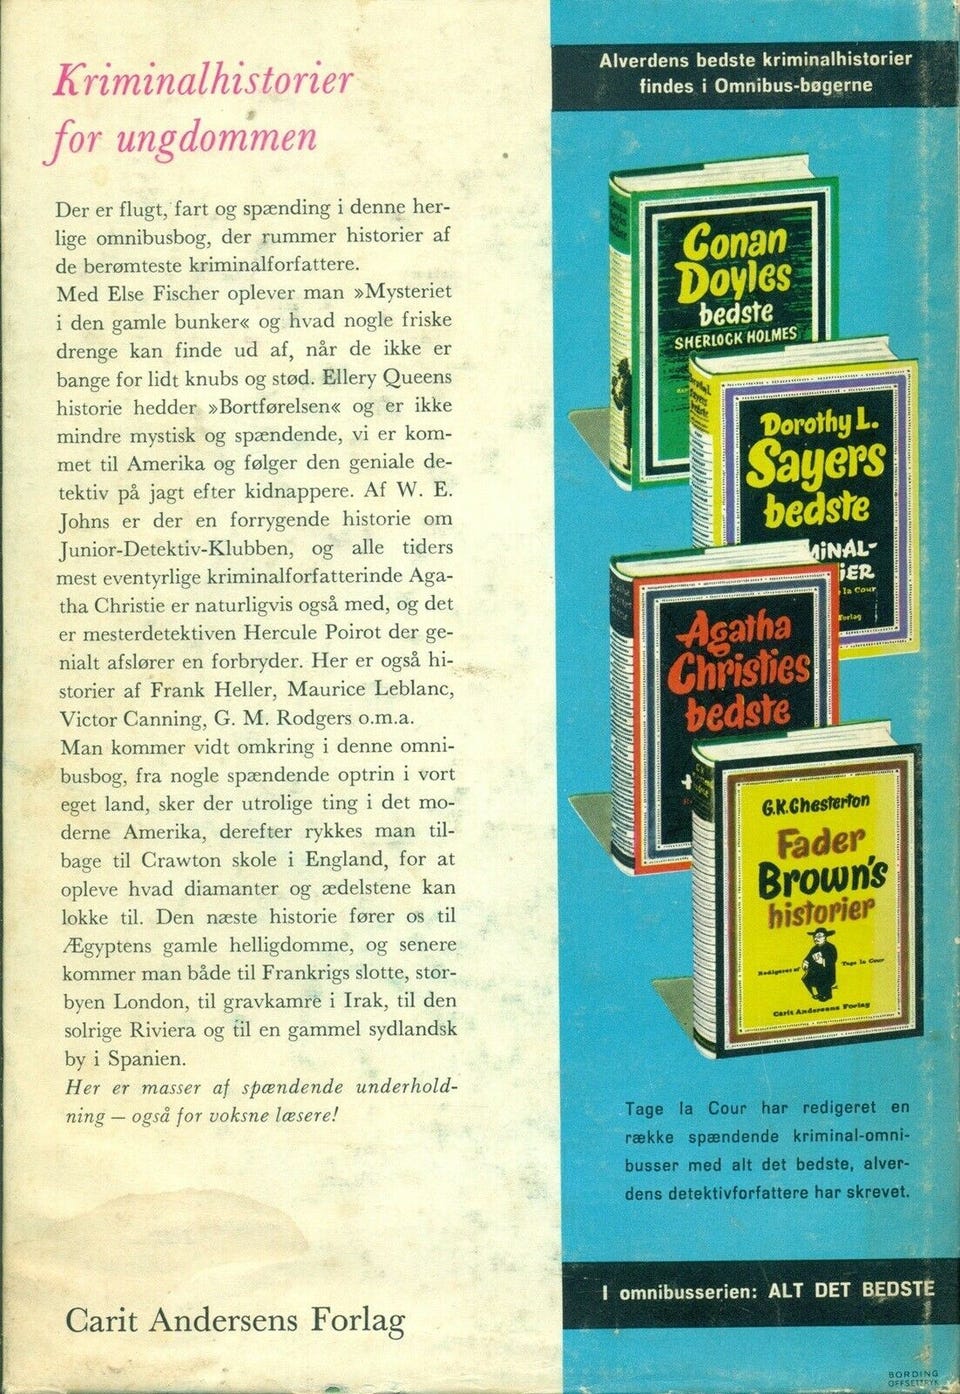 Kriminalhistorier
for ungdommen
Der er flugt, fart og spænding i denne her-
lige omnibusbog, der rummer historier af
de berømteste kriminalforfattere.
Med Else Fischer oplever man »Mysteriet
i den gamle bunker« og hvad nogle friske
drenge kan finde ud af, når de ikke er
bange for lidt knubs og stød. Ellery Queens
historie hedder »Bortførelsen« og er ikke
mindre mystisk og spændende, vi er kom-
met til Amerika og følger den geniale de-
tektiv på jagt efter kidnappere. Af W. E.
Johns er der en forrygende historie om
Junior-Detektiv-Klubben, og alle tiders
mest eventyrlige kriminalforfatterinde Aga-
tha Christie er naturligvis også med, og det
er mesterdetektiven Hercule Poirot der ge-
nialt afslører en forbryder. Her er også hi-
storier af Frank Heller, Maurice Leblanc,
Victor Canning, G. M. Rodgers o.m.a.
Man kommer vidt omkring i denne omni-
busbog, fra nogle spændende optrin i vort
eget land, sker der utrolige ting i det mo-
derne Amerika, derefter rykkes man til-
bage til Crawton skole i England, for at
opleve hvad diamanter og ædelstene kan
lokke til. Den næste historie fører os til
Ægyptens gamle helligdomme, og senere
kommer man både til Frankrigs slotte, stor-
byen London, til gravkamre i Irak, til den
solrige Riviera og til en gammel sydlandsk
by i Spanien.
Her er masser af spændende underhold-
ning — også for voksne læsere!
Carit Andersens Forlag
Alverdens bedste kriminalhistorier
findes i Omnibus-bøgerne
Conan
Doyles
bedste
SHERLOCK HOLMES
Dorothy L.
Sayers
bedste
MINAL-
IER
la Cour
Forlag
Agatha
Christies
bedste
G.K. Chesterton
Fader
Brown's
historier
Redigeret af Tage la Cour
Carit Andersens Forlag
Tage la Cour har redigeret en
række spændende kriminal-omni-
busser med alt det bedste, alver-
dens detektivforfattere har skrevet.
I omnibusserien: ALT DET BEDSTE
BORDING
OFFSETTRYK